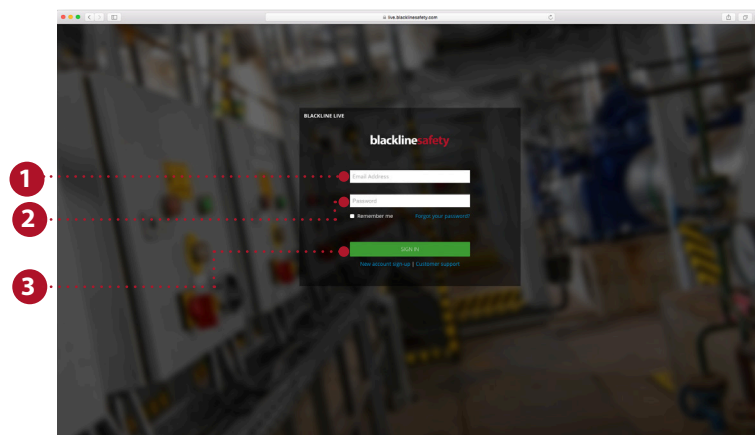 live.blacklinesafety.com
BLACKLINE LIVE
blacklinesafety
1
Email Address
2
Password
Remember me Forgot your password?
SIGN IN
3
New account sign-up | Customer support